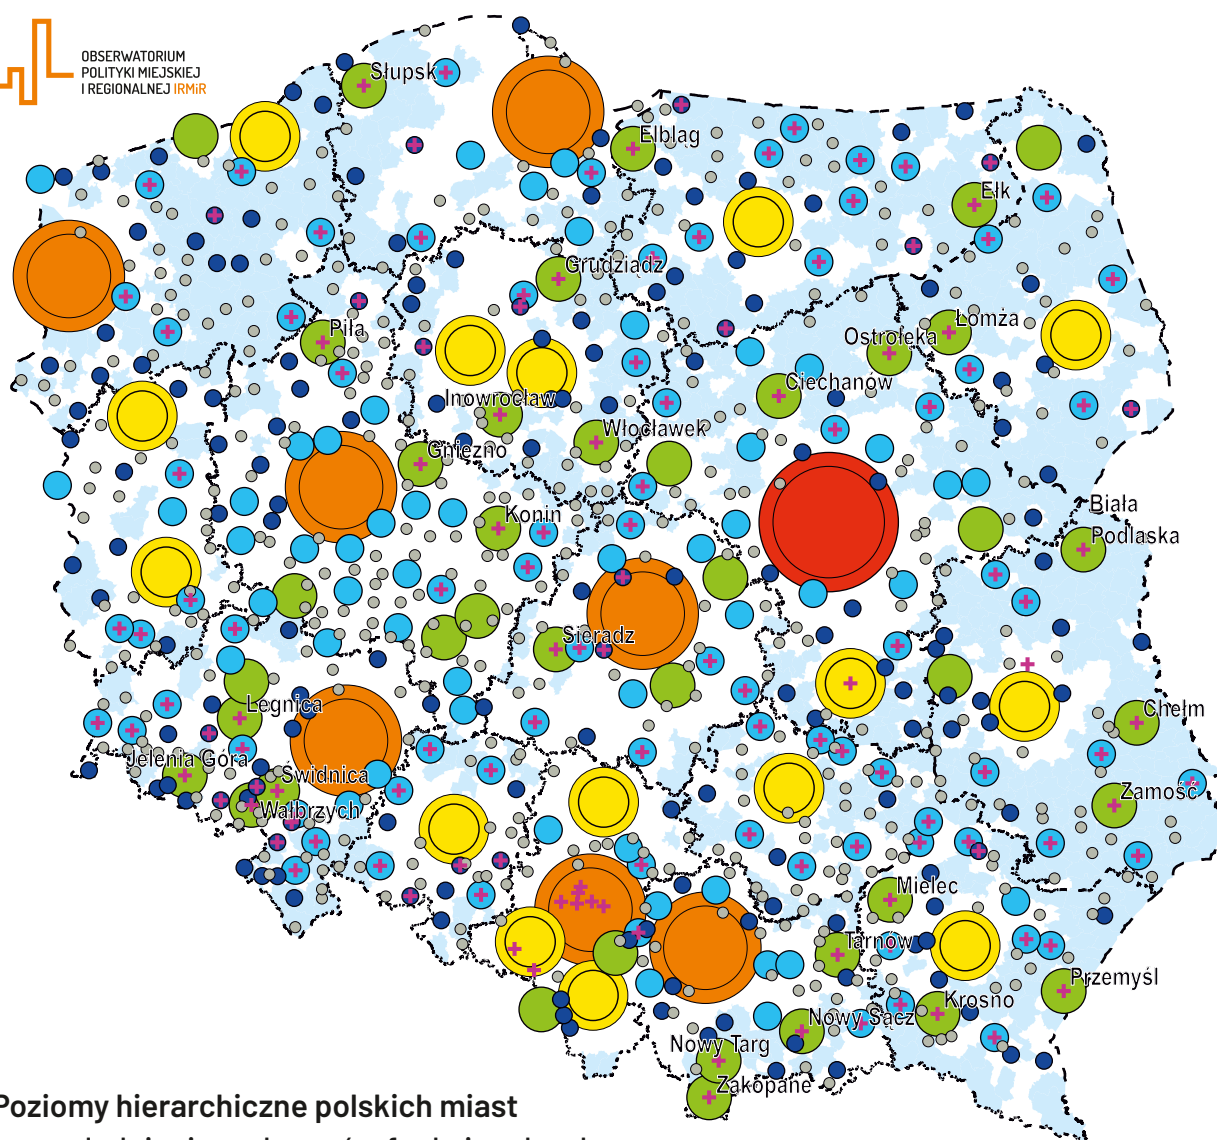 OBSERWATORIUM
POLITYKI MIEJSKIEJ
I REGIONALNEJ IRMiR
Słupsk
Elbląg
Ełk
Grudziądz
Piła
Łomża
Ostrołęka
Ciechanów
Inowrocław
Włocławek
Gniezno
Konin
Biała
Podlaska
Sieradz
Legnica
Chełm
Jelenia Góra
Świdnica
Wałbrzych
Zamość
Mielec
Tarnów
Przemyśl
Krosno
Nowy Sącz
Nowy Targ
Zakopane
Poziomy hierarchiczne polskich miast